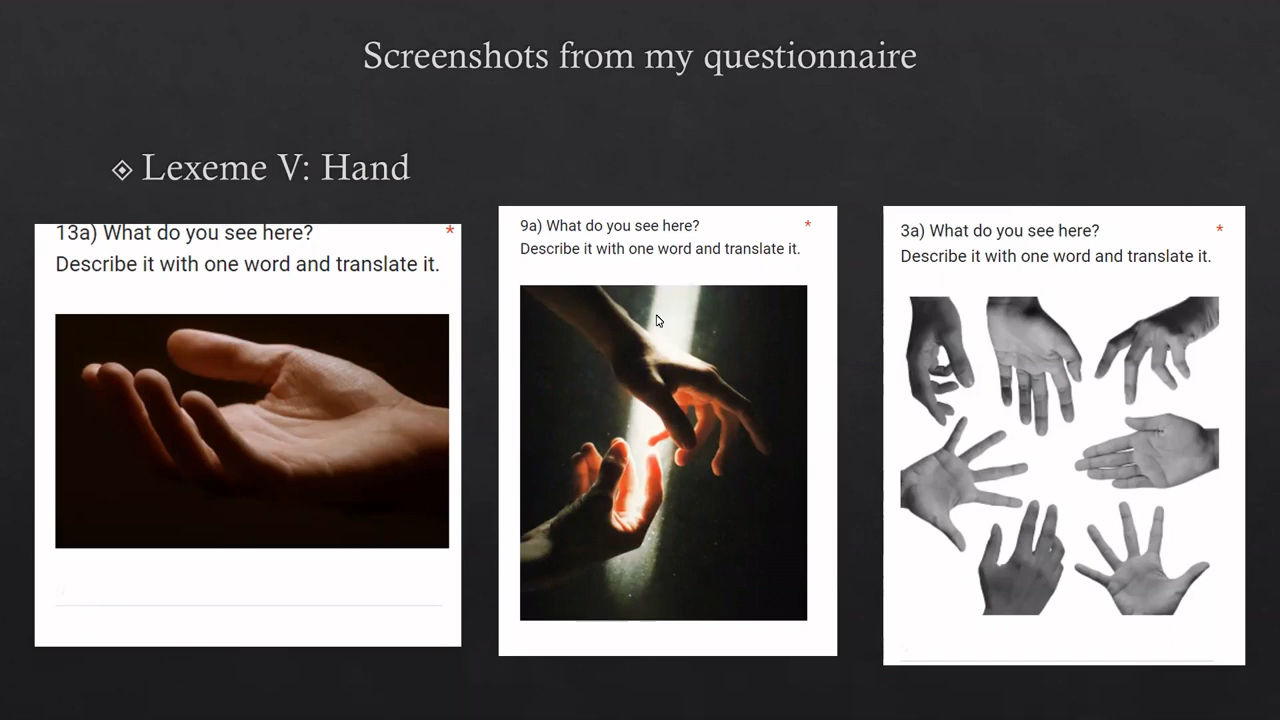 Screenshots from my questionnaire
Lexeme V: Hand
13a) What do you see here? *
Describe it with one word and translate it.
9a) What do you see here? *
Describe it with one word and translate it.
3a) What do you see here? *
Describe it with one word and translate it.